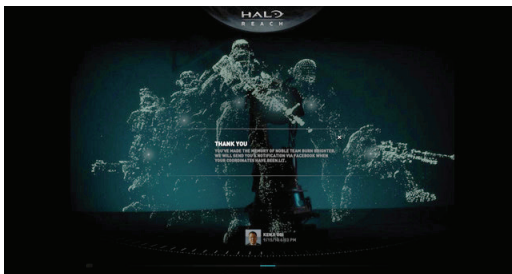 HALO
REACH
THANK YOU
YOU'VE MADE THE MEMORY OF NOBLE TEAM BURN BRIGHTER.
WE WILL SEND YOU A NOTIFICATION VIA FACEBOOK WHEN
YOUR COORDINATES HAVE BEEN LIT.